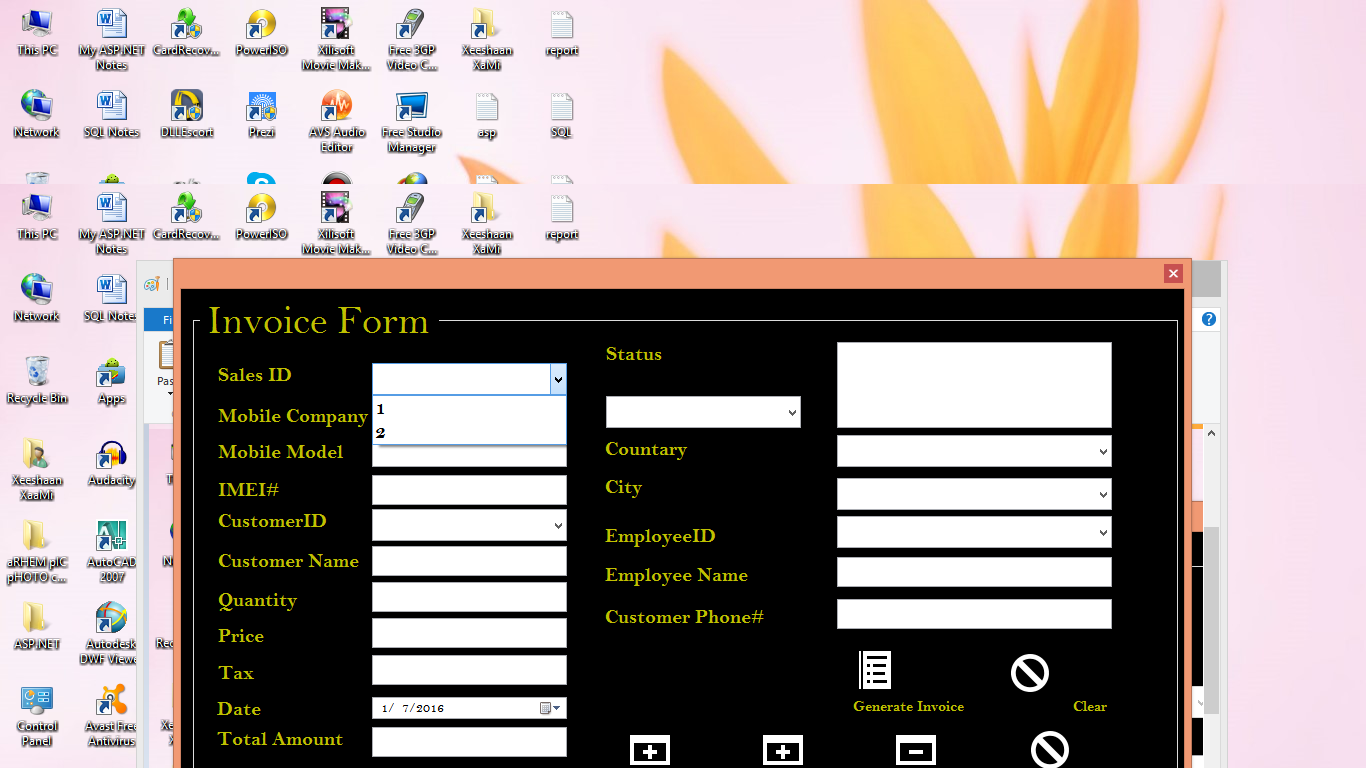 This PC
My ASP.NET Notes
CardRecov...
PowerISO
Xilisoft Movie Mak...
Free 3GP Video C...
Xeeshaan XaMi
report
Network
SQL Notes
DLLEscort
Prezi
AVS Audio Editor
Free Studio Manager
asp
SQL
This PC
My ASP.NET Notes
CardRecov...
PowerISO
Xilisoft Movie Mak...
Free 3GP Video C...
Xeeshaan XaMi
report
Network
SQL Notes
Recycle Bin
Apps
Xeeshaan XaaMi
Audacity
aRHEM pIC pHOTO c...
AutoCAD 2007
ASP.NET
Autodesk DWF Viewe
Control Panel
Avast Free Antivirus
Fi
Pas
Invoice Form
Sales ID
1
2
Mobile Company
Mobile Model
IMEI#
CustomerID
Customer Name
Quantity
Price
Tax
Date
1/ 7/2016
Total Amount
Status
Countary
City
EmployeeID
Employee Name
Customer Phone#
Generate Invoice
Clear